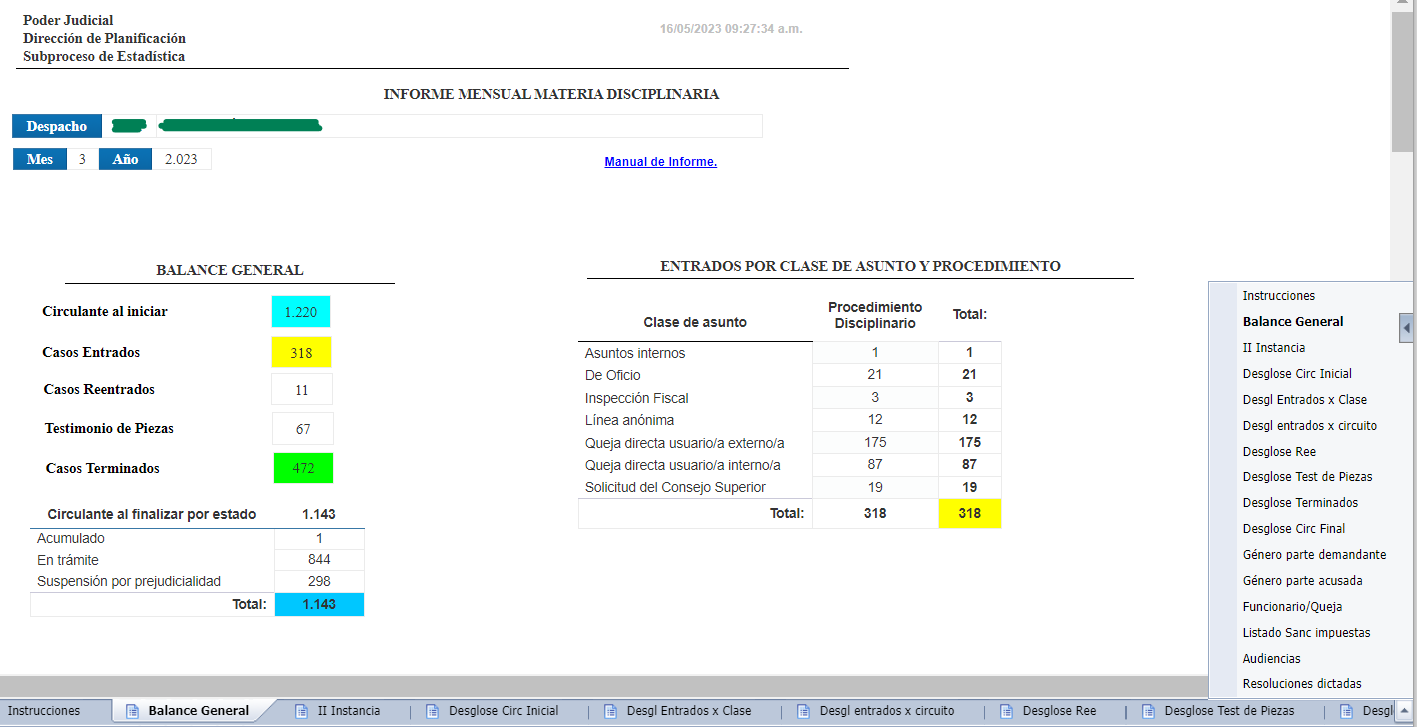 Poder Judicial
Dirección de Planificación
Subproceso de Estadística
16/05/2023 09:27:34 a.m.
INFORME MENSUAL MATERIA DISCIPLINARIA
Despacho
Mes 3 Año 2.023
Manual de Informe.
BALANCE GENERAL
Circulante al iniciar 1.220
Casos Entrados 318
Casos Reentrados 11
Testimonio de Piezas 67
Casos Terminados 472
Circulante al finalizar por estado 1.143
Acumulado 1
En trámite 844
Suspensión por prejudicialidad 298
Total: 1.143
ENTRADOS POR CLASE DE ASUNTO Y PROCEDIMIENTO
Clase de asunto Procedimiento Disciplinario Total:
Asuntos internos 1 1
De Oficio 21 21
Inspección Fiscal 3 3
Línea anónima 12 12
Queja directa usuario/a externo/a 175 175
Queja directa usuario/a interno/a 87 87
Solicitud del Consejo Superior 19 19
Total: 318 318
Instrucciones
Balance General
II Instancia
Desglose Circ Inicial
Desgl Entrados x Clase
Desgl entrados x circuito
Desglose Ree
Desglose Test de Piezas
Desglose Terminados
Desglose Circ Final
Género parte demandante
Género parte acusada
Funcionario/Queja
Listado Sanc impuestas
Audiencias
Resoluciones dictadas
Instrucciones Balance General II Instancia Desglose Circ Inicial Desgl Entrados x Clase Desgl entrados x circuito Desglose Ree Desglose Test de Piezas Desgl